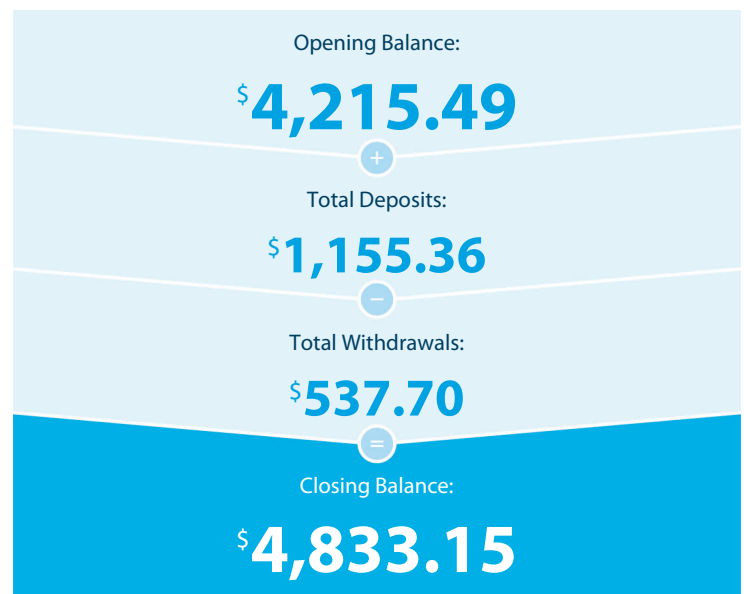 Opening Balance:
$4,215.49
+
Total Deposits:
$1,155.36
−
Total Withdrawals:
$537.70
=
Closing Balance:
$4,833.15